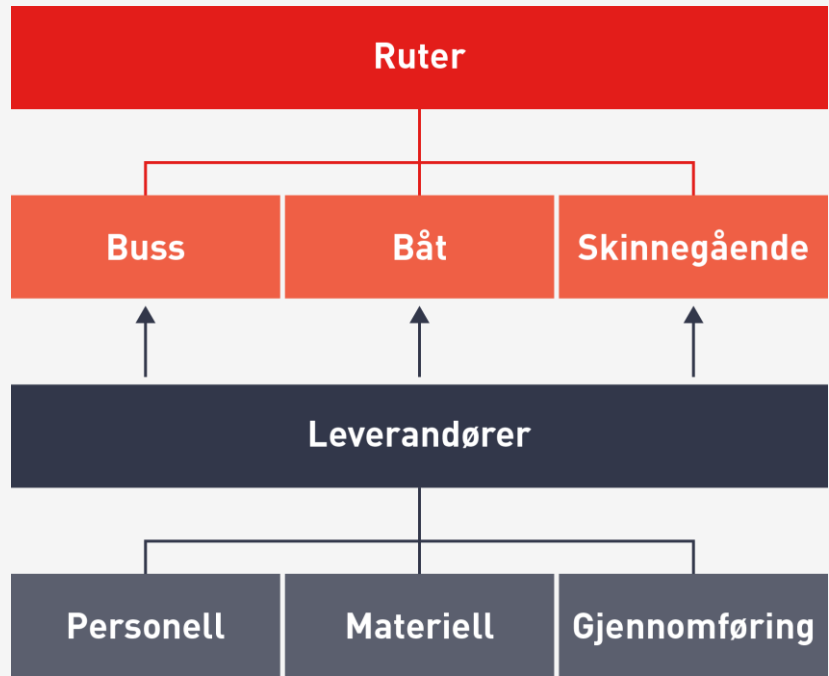 Ruter
Buss
Båt
Skinnegående
Leverandører
Personell
Materiell
Gjennomføring